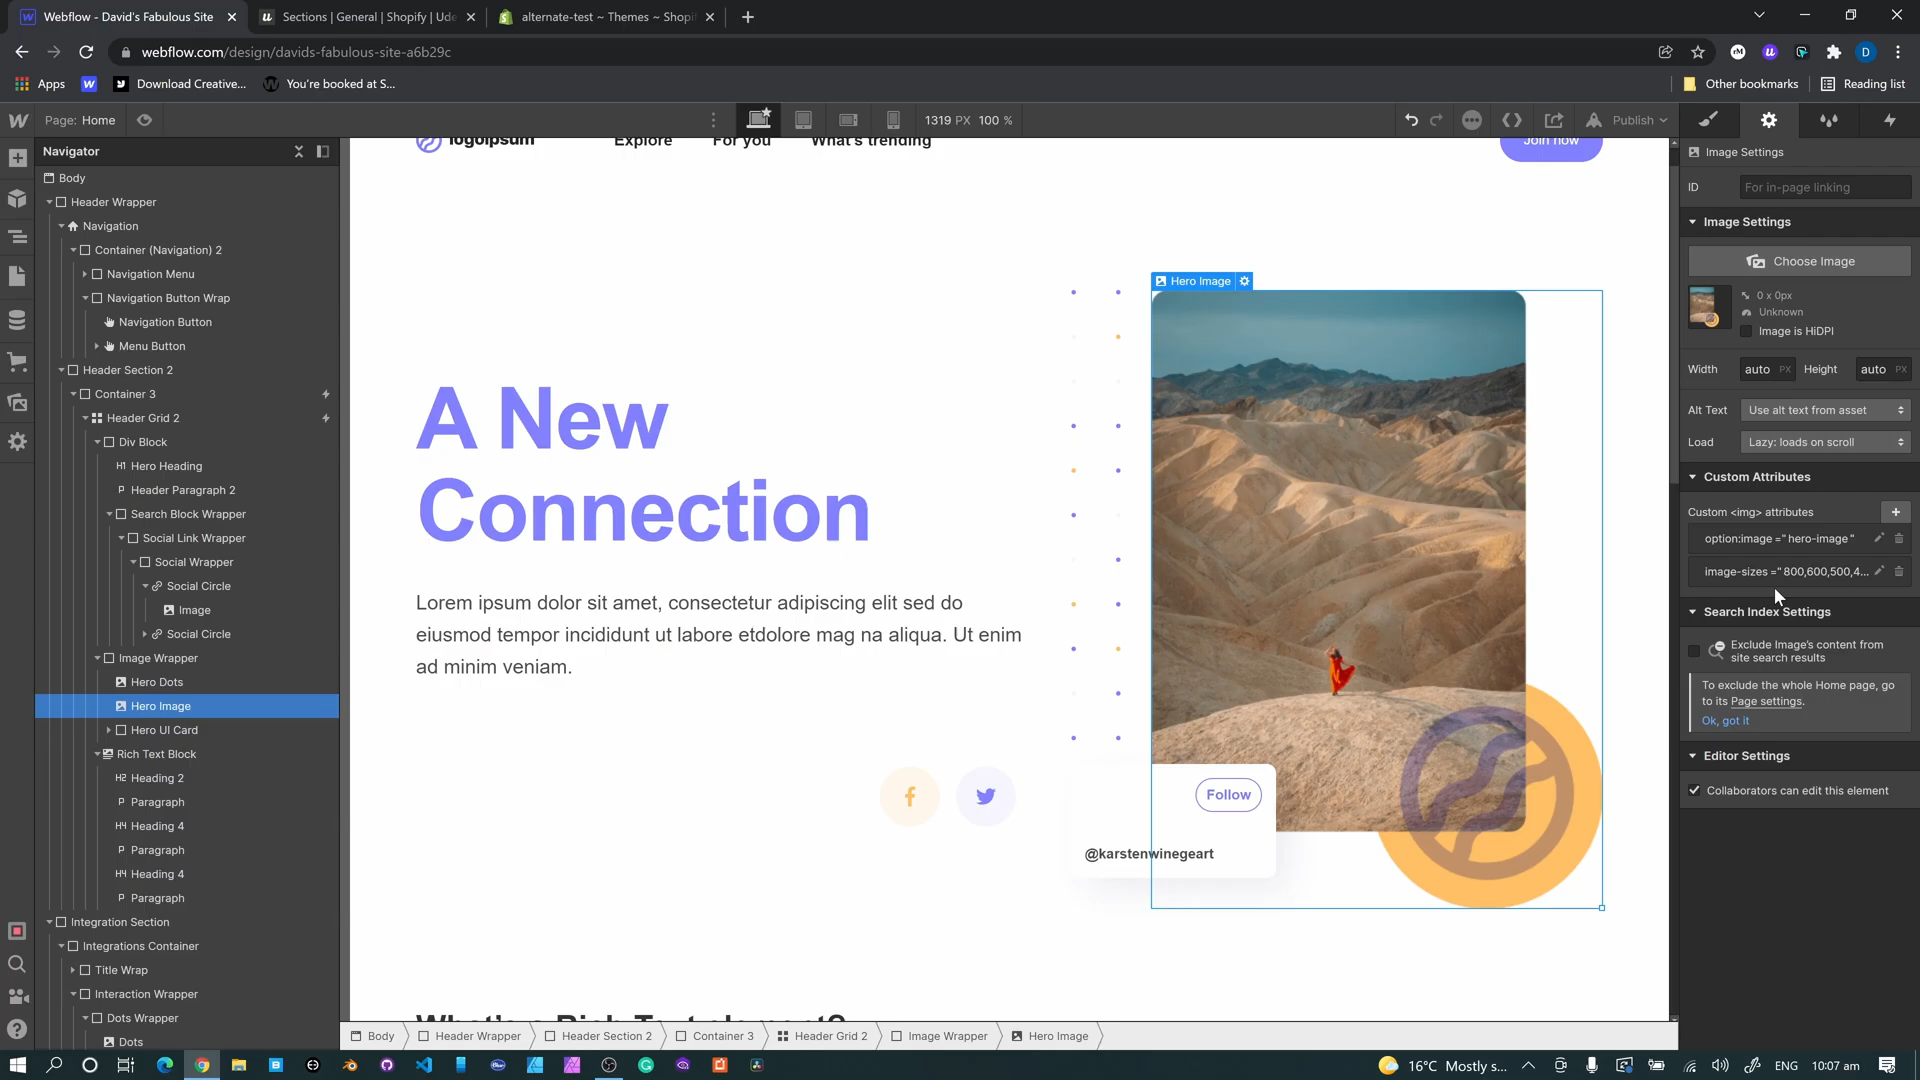 Webflow - David's Fabulous Site
Sections | General | Shopify | Ude
alternate-test ~ Themes ~ Shopi
webflow.com/design/davids-fabulous-site-a6b29c
Apps
Download Creative...
You're booked at S...
Other bookmarks
Reading list
Page: Home
1319 PX 100 %
Publish
Navigator
Body
Header Wrapper
Navigation
Container (Navigation) 2
Navigation Menu
Navigation Button Wrap
Navigation Button
Menu Button
Header Section 2
Container 3
Header Grid 2
Div Block
H1 Hero Heading
P Header Paragraph 2
Search Block Wrapper
Social Link Wrapper
Social Wrapper
Social Circle
Image
Social Circle
Image Wrapper
Hero Dots
Hero Image
Hero UI Card
Rich Text Block
H2 Heading 2
P Paragraph
H4 Heading 4
P Paragraph
H4 Heading 4
P Paragraph
Integration Section
Integrations Container
Title Wrap
Interaction Wrapper
Dots Wrapper
Dots
logoipsum
Explore
For you
What's trending
Join now
Hero Image
A New
Connection
Lorem ipsum dolor sit amet, consectetur adipiscing elit sed do
eiusmod tempor incididunt ut labore etdolore mag na aliqua. Ut enim
ad minim veniam.
Follow
@karstenwinegeart
What's a Rich Text element?
Body
Header Wrapper
Header Section 2
Container 3
Header Grid 2
Image Wrapper
Hero Image
Image Settings
ID
For in-page linking
Image Settings
Choose Image
0 x 0px
Unknown
Image is HiDPI
Width auto PX Height auto PX
Alt Text Use alt text from asset
Load Lazy: loads on scroll
Custom Attributes
Custom <img> attributes
option:image ="hero-image"
image-sizes ="800,600,500,4...
Search Index Settings
Exclude Image's content from
site search results
To exclude the whole Home page, go
to its Page settings.
Ok, got it
Editor Settings
Collaborators can edit this element
16°C Mostly s...
ENG
10:07 am